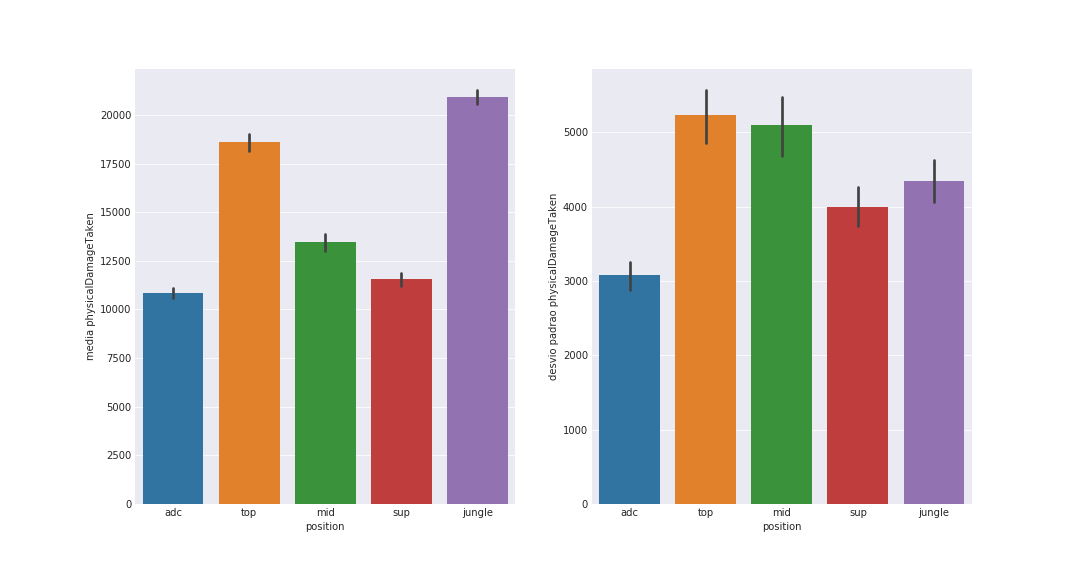 media physicalDamageTaken
20000
17500
15000
12500
10000
7500
5000
2500
0
adc top mid sup jungle
position
desvio padrao physicalDamageTaken
5000
4000
3000
2000
1000
0
adc top mid sup jungle
position